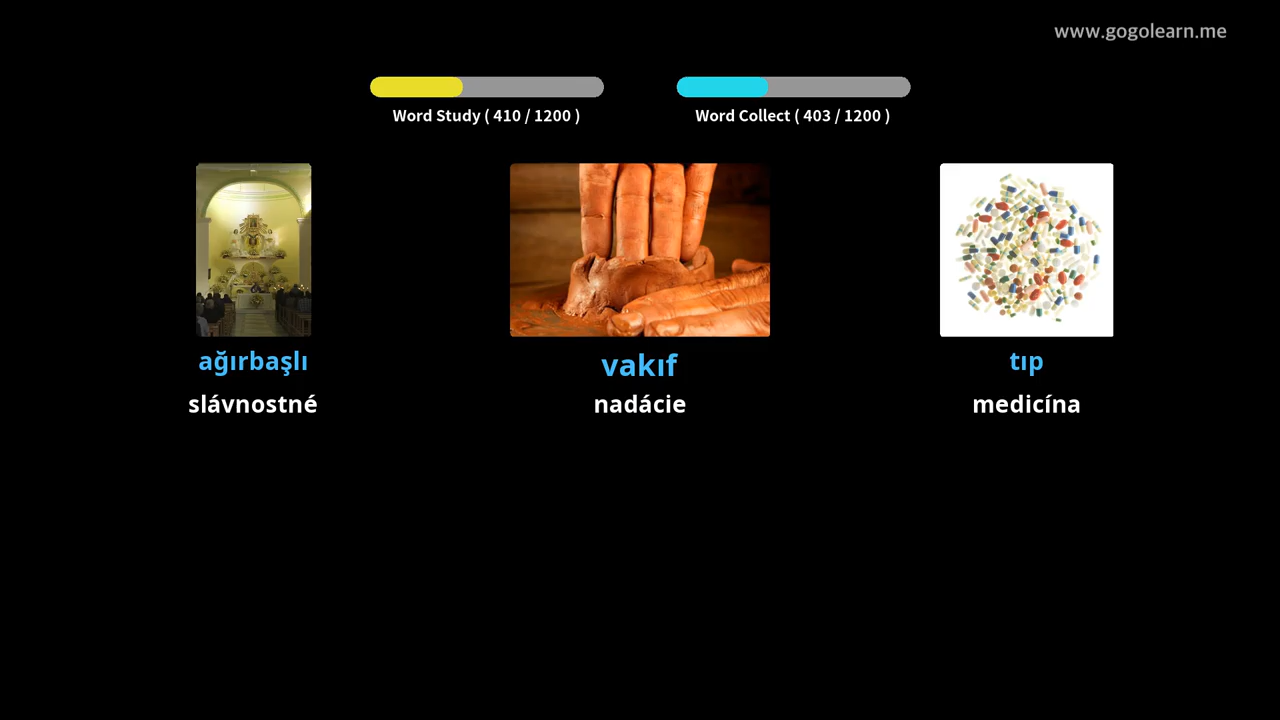 www.gogolearn.me
Word Study ( 410 / 1200 )
Word Collect ( 403 / 1200 )
ağırbaşlı
vakıf
tıp
slávnostné
nadácie
medicína